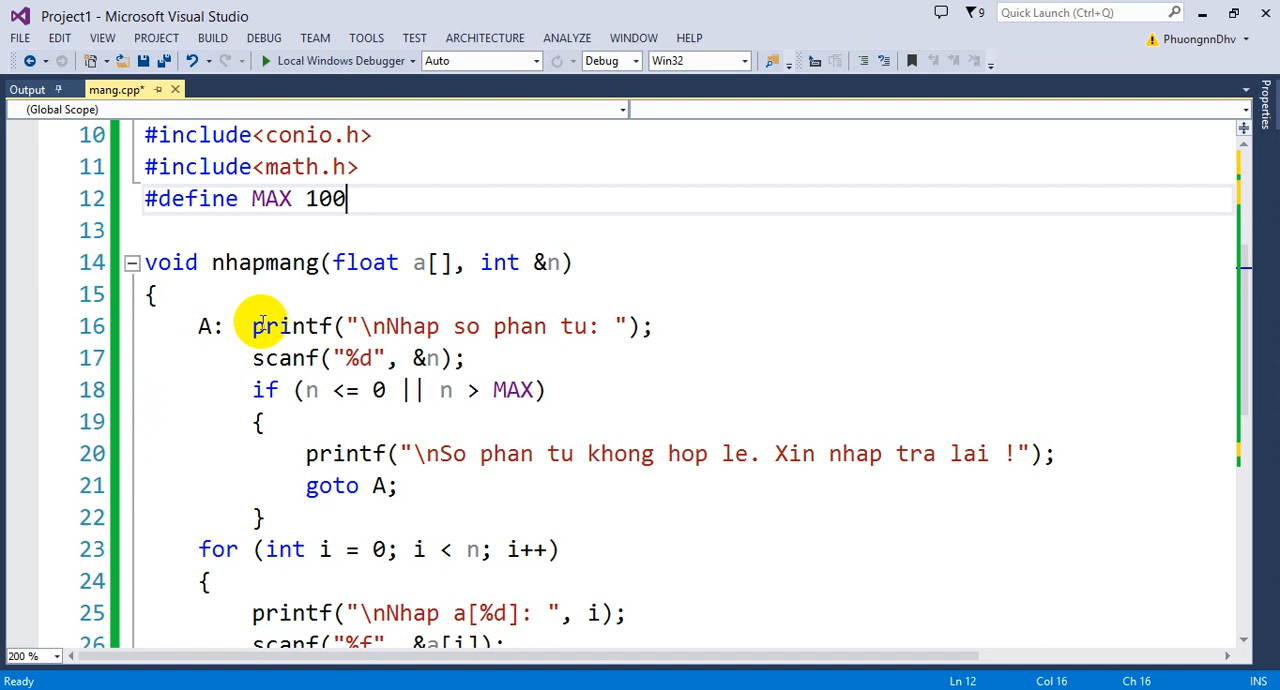 Project1 - Microsoft Visual Studio
9
Quick Launch (Ctrl+Q)
FILE EDIT VIEW PROJECT BUILD DEBUG TEAM TOOLS TEST ARCHITECTURE ANALYZE WINDOW HELP
PhuongnnDhv
Local Windows Debugger Auto Debug Win32
Output mang.cpp*
(Global Scope)
Properties
10 #include<conio.h>
11 #include<math.h>
12 #define MAX 100
13
14 void nhapmang(float a[], int &n)
15 {
16 A: printf("\nNhap so phan tu: ");
17 scanf("%d", &n);
18 if (n <= 0 || n > MAX)
19 {
20 printf("\nSo phan tu khong hop le. Xin nhap tra lai !");
21 goto A;
22 }
23 for (int i = 0; i < n; i++)
24 {
25 printf("\nNhap a[%d]: ", i);
26 scanf("%f", &a[i]);
200 %
Ready Ln 12 Col 16 Ch 16 INS